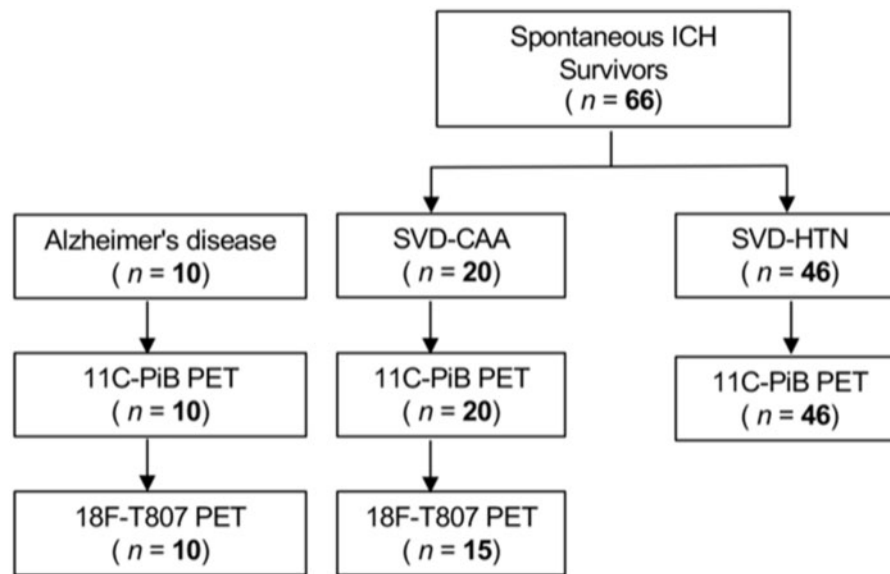 Spontaneous ICH
Survivors
( n = 66)
Alzheimer's disease
( n = 10)
SVD-CAA
( n = 20)
SVD-HTN
( n = 46)
11C-PiB PET
( n = 10)
11C-PiB PET
( n = 20)
11C-PiB PET
( n = 46)
18F-T807 PET
( n = 10)
18F-T807 PET
( n = 15)